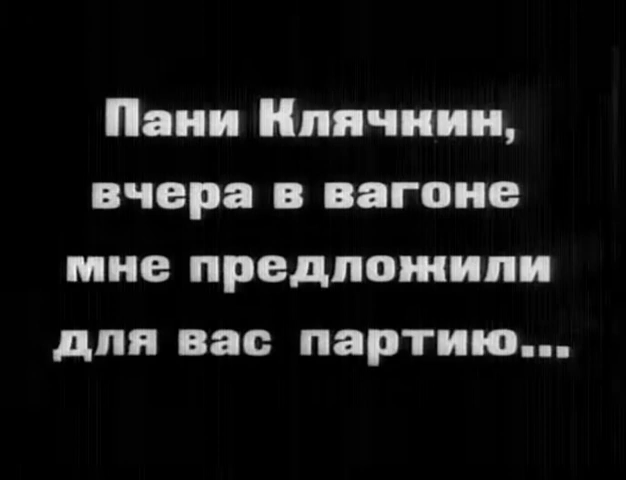 Пани Клячкин,
вчера в вагоне
мне предложили
для вас партию...